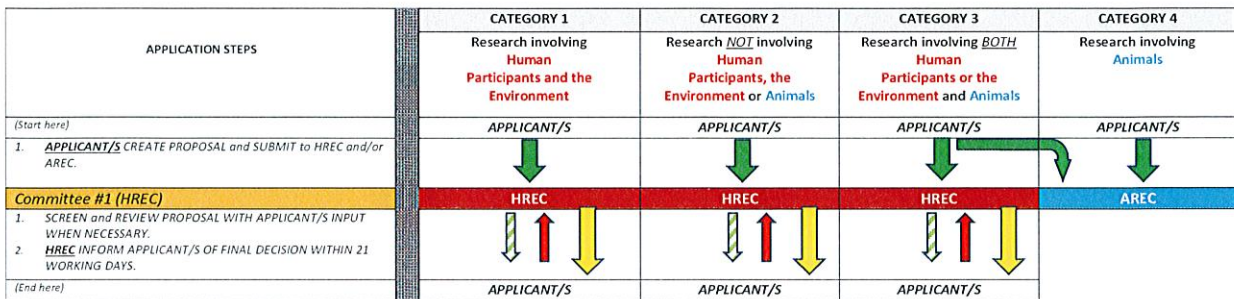 APPLICATION STEPS
CATEGORY 1
CATEGORY 2
CATEGORY 3
CATEGORY 4
Research involving
Human
Participants and the
Environment
Research NOT involving
Human
Participants, the
Environment or Animals
Research involving BOTH
Human
Participants or the
Environment and Animals
Research involving
Animals
(Start here)
APPLICANT/S
APPLICANT/S
APPLICANT/S
APPLICANT/S
1. APPLICANT/S CREATE PROPOSAL and SUBMIT to HREC and/or
AREC.
Committee #1 (HREC)
HREC
HREC
HREC
AREC
1. SCREEN and REVIEW PROPOSAL WITH APPLICANT/S INPUT
WHEN NECESSARY.
2. HREC INFORM APPLICANT/S OF FINAL DECISION WITHIN 21
WORKING DAYS.
(End here)
APPLICANT/S
APPLICANT/S
APPLICANT/S